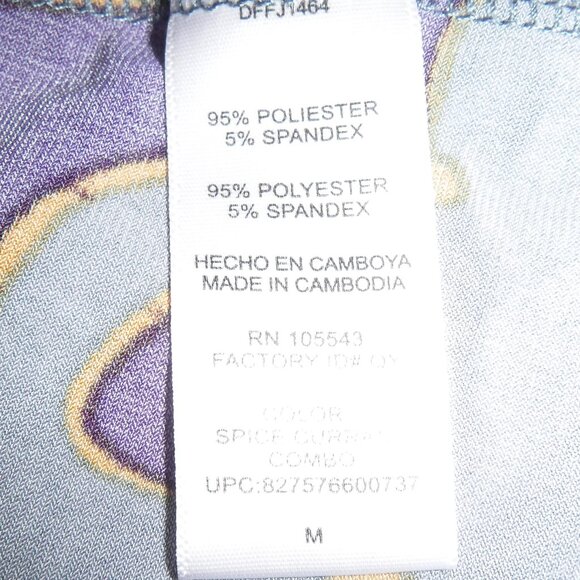 DFFJ1464
95% POLIESTER
5% SPANDEX
95% POLYESTER
5% SPANDEX
HECHO EN CAMBOYA
MADE IN CAMBODIA
RN 105543
FACTORY ID#
COLOR
SPICE
COMBO
UPC:827576600737
M